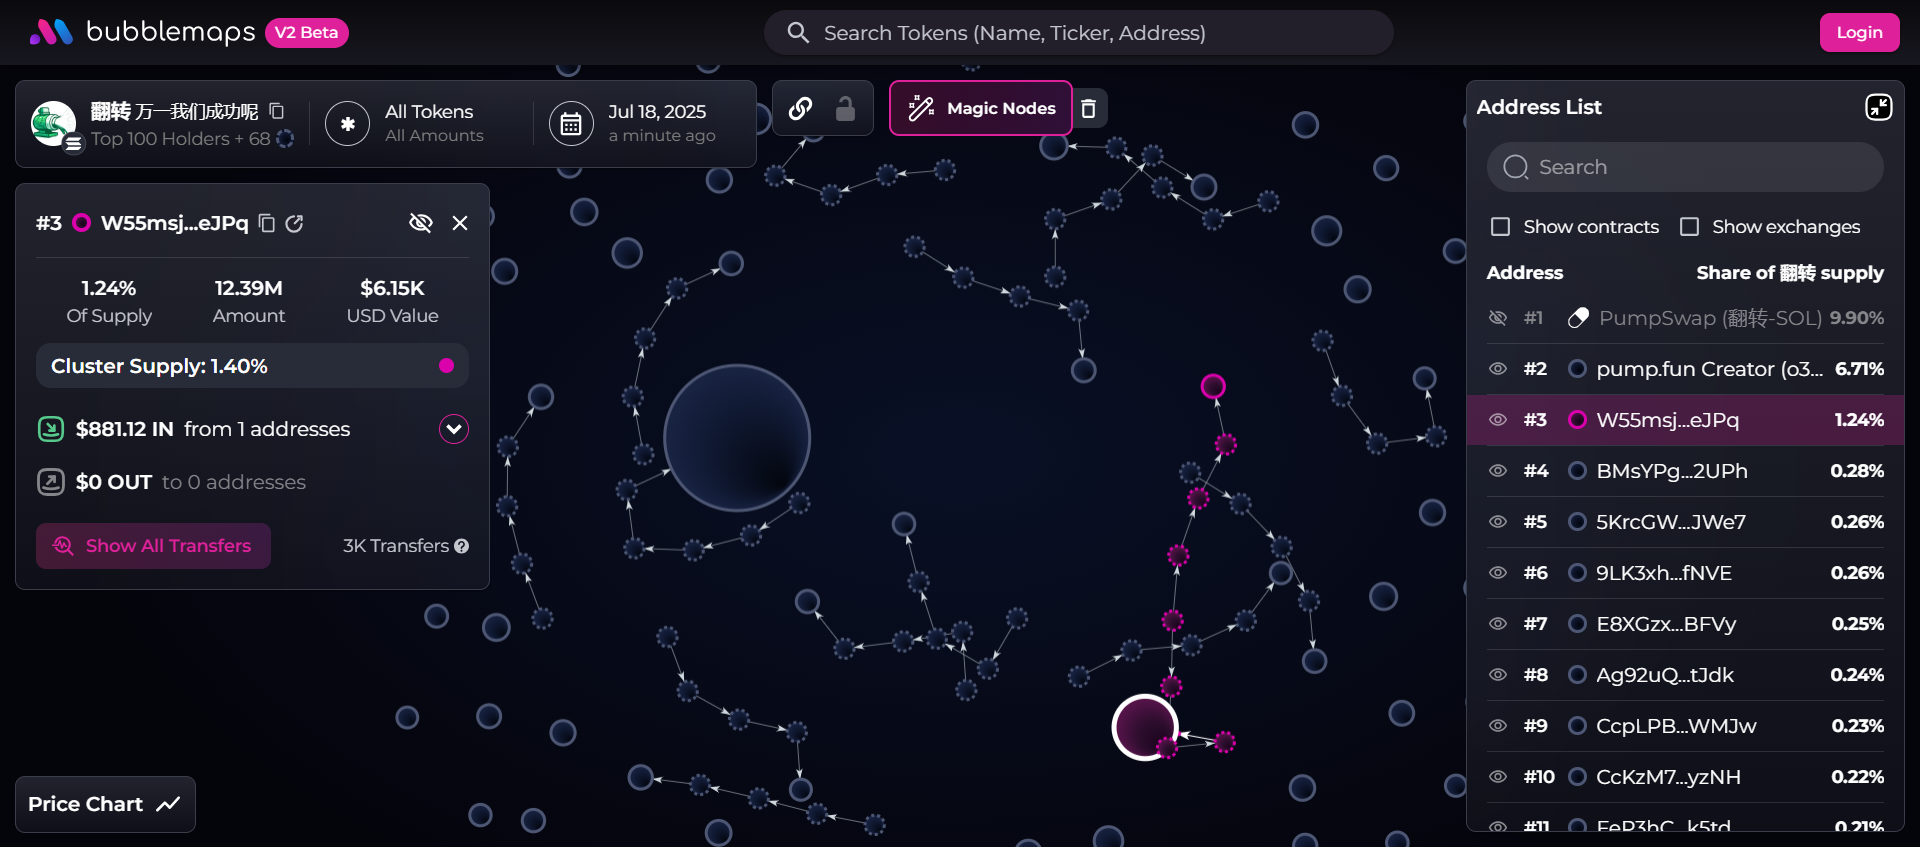 bubblemaps V2 Beta
Search Tokens (Name, Ticker, Address)
Login
翻转 万一我们成功呢
Top 100 Holders + 68
All Tokens
All Amounts
Jul 18, 2025
a minute ago
Magic Nodes
#3 W55msj...eJPq
1.24% 12.39M $6.15K
Of Supply Amount USD Value
Cluster Supply: 1.40%
$881.12 IN from 1 addresses
$0 OUT to 0 addresses
Show All Transfers 3K Transfers ?
Price Chart
Address List
Search
Show contracts Show exchanges
Address Share of 翻转 supply
#1 PumpSwap (翻转-SOL) 9.90%
#2 pump.fun Creator (o3... 6.71%
#3 W55msj...eJPq 1.24%
#4 BMsYPg...2UPh 0.28%
#5 5KrcGW...JWe7 0.26%
#6 9LK3xh...fNVE 0.26%
#7 E8XGzx...BFVy 0.25%
#8 Ag92uQ...tJdk 0.24%
#9 CcpLPB...WMJw 0.23%
#10 CcKzM7...yzNH 0.22%
#11 0.21%